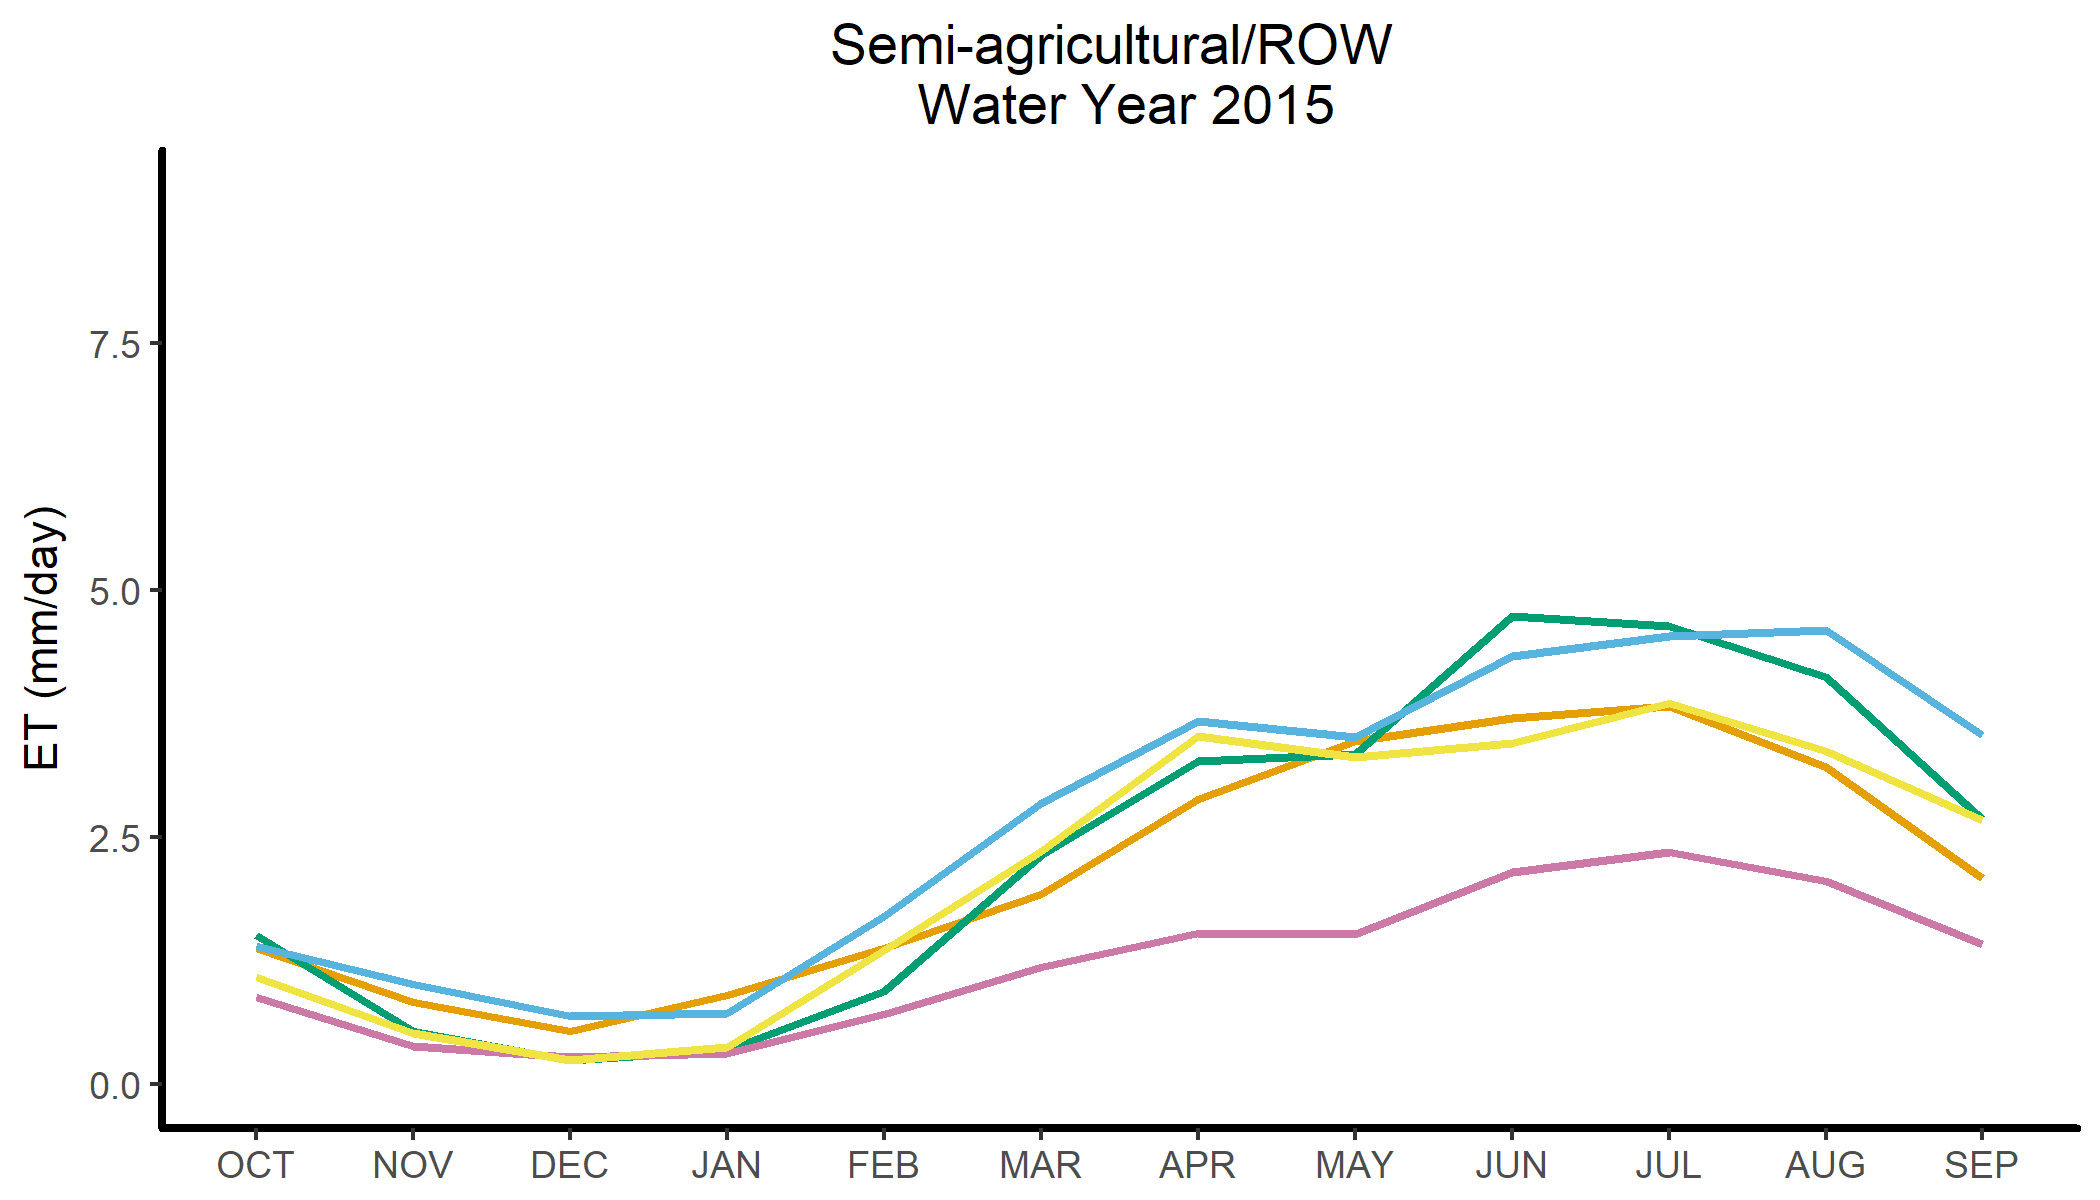 Semi-agricultural/ROW
Water Year 2015
ET (mm/day)
7.5
5.0
2.5
0.0
OCT NOV DEC JAN FEB MAR APR MAY JUN JUL AUG SEP